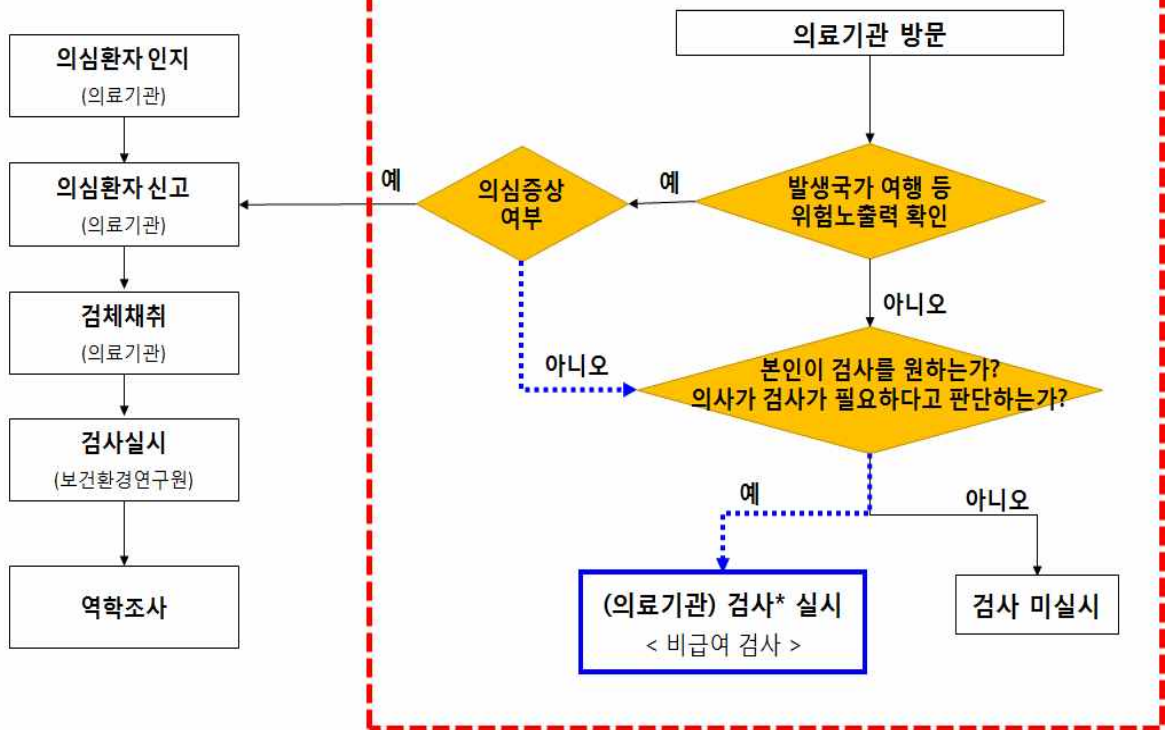 의심환자 인지
(의료기관)
의심환자 신고
(의료기관)
검체채취
(의료기관)
검사실시
(보건환경연구원)
역학조사
의료기관 방문
발생국가 여행 등
위험노출력 확인
예
의심증상
여부
예
아니오
아니오
본인이 검사를 원하는가?
의사가 검사가 필요하다고 판단하는가?
예
아니오
(의료기관) 검사* 실시
< 비급여 검사 >
검사 미실시